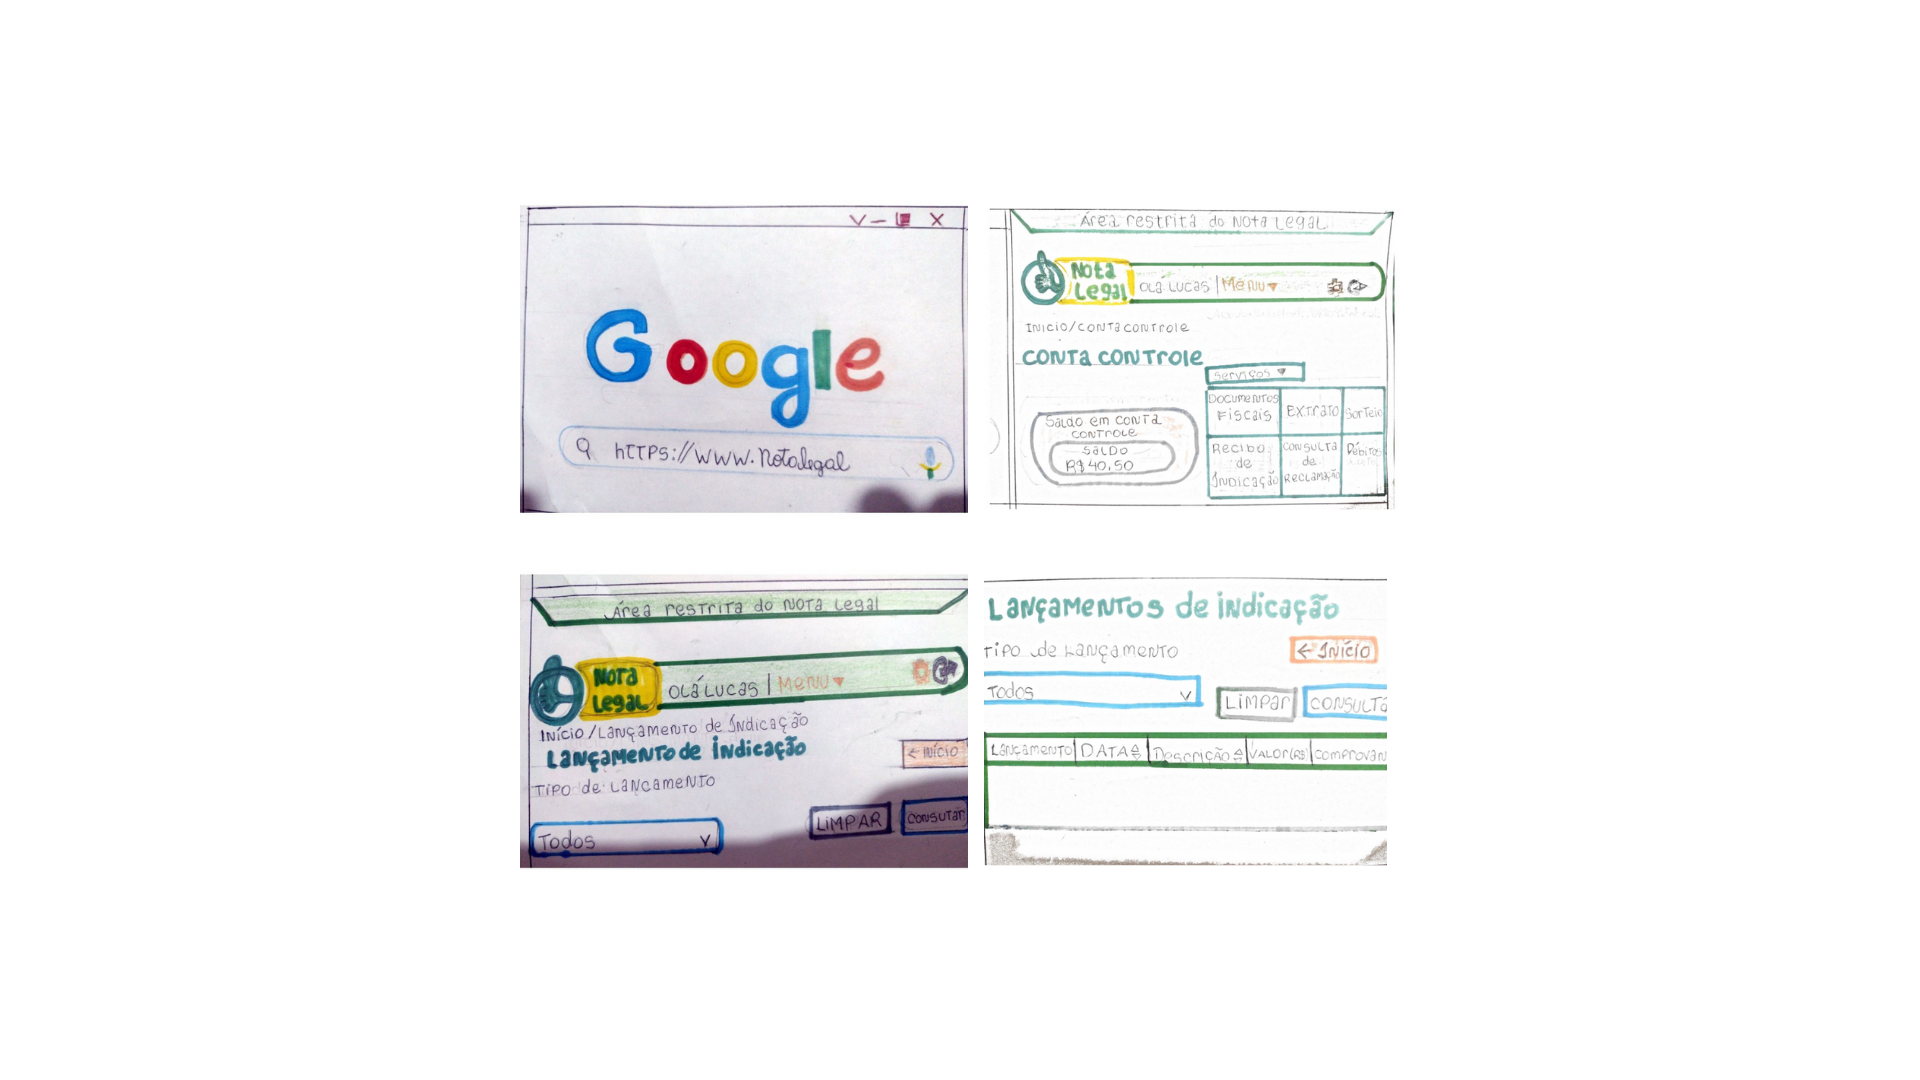 Google
https://www.Notalegal
Área restrita do Nota Legal
Nota
Legal
OLÁ LUCAS | Menu
Início/conta controle
CONTA CONTROLE
Serviços
Documentos
Fiscais
EXTrato
Sorteio
Recibo
de
Indicação
Consulta
de
Reclamação
Débitos
Saldo em conta
controle
Saldo
R$ 40,50
Área restrita do Nota Legal
Nota
Legal
OLÁ LUCAS | Menu
Início/Lançamento de Indicação
Lançamento de indicação
← Início
Tipo de Lancamento
Todos
LIMPAR
CONSUTAR
Lançamentos de indicação
Tipo de Lançamento
← Início
Todos
LIMPAR
CONSULTA
Lançamento
DATA
Descrição
VALOR(R$)
Comprovan